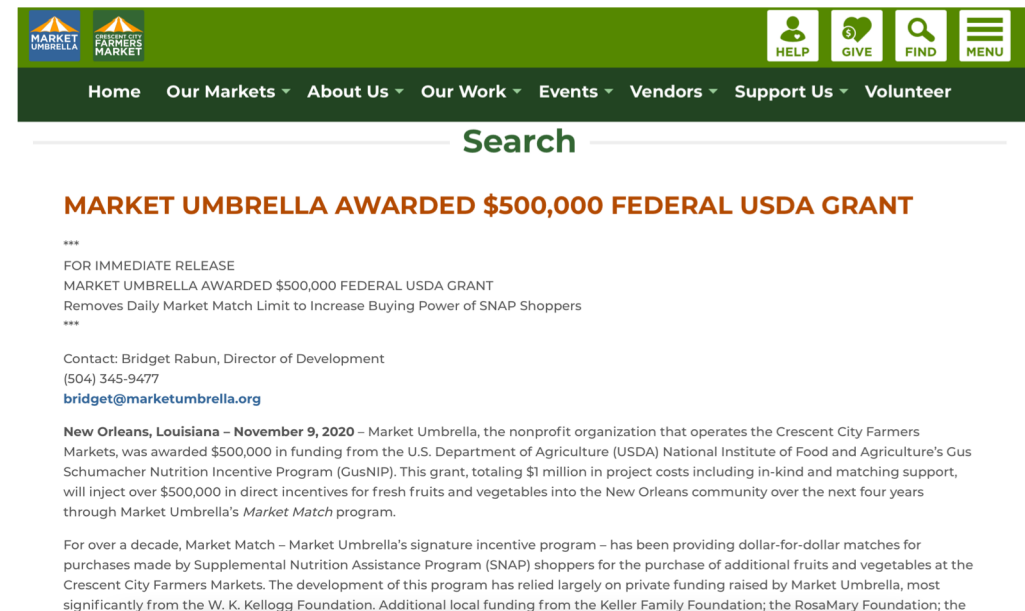 MARKET
UMBRELLA
CRESCENT CITY
FARMERS
MARKET
HELP
$
GIVE
FIND
MENU
Home Our Markets About Us Our Work Events Vendors Support Us Volunteer
Search
MARKET UMBRELLA AWARDED $500,000 FEDERAL USDA GRANT
***
FOR IMMEDIATE RELEASE
MARKET UMBRELLA AWARDED $500,000 FEDERAL USDA GRANT
Removes Daily Market Match Limit to Increase Buying Power of SNAP Shoppers
***
Contact: Bridget Rabun, Director of Development
(504) 345-9477
bridget@marketumbrella.org
New Orleans, Louisiana – November 9, 2020 – Market Umbrella, the nonprofit organization that operates the Crescent City Farmers
Markets, was awarded $500,000 in funding from the U.S. Department of Agriculture (USDA) National Institute of Food and Agriculture’s Gus
Schumacher Nutrition Incentive Program (GusNIP). This grant, totaling $1 million in project costs including in-kind and matching support,
will inject over $500,000 in direct incentives for fresh fruits and vegetables into the New Orleans community over the next four years
through Market Umbrella’s Market Match program.
For over a decade, Market Match – Market Umbrella’s signature incentive program – has been providing dollar-for-dollar matches for
purchases made by Supplemental Nutrition Assistance Program (SNAP) shoppers for the purchase of additional fruits and vegetables at the
Crescent City Farmers Markets. The development of this program has relied largely on private funding raised by Market Umbrella, most
significantly from the W. K. Kellogg Foundation. Additional local funding from the Keller Family Foundation; the RosaMary Foundation; the